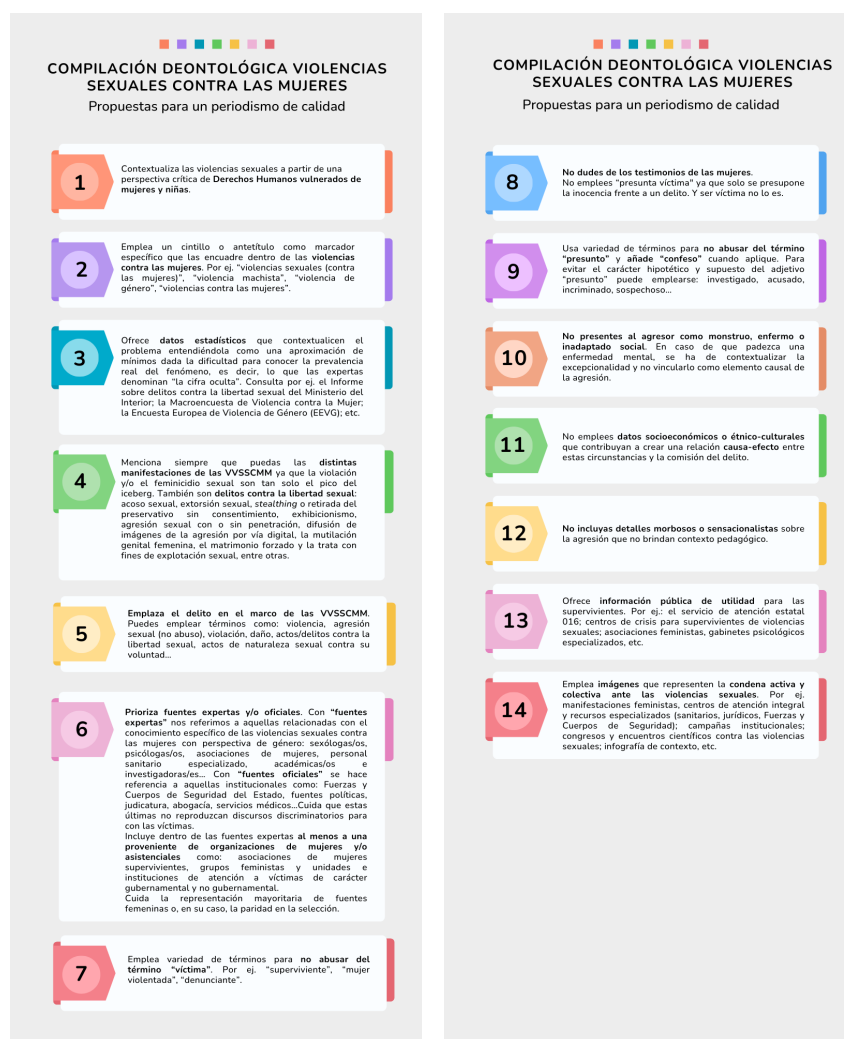 COMPILACIÓN DEONTOLÓGICA VIOLENCIAS
SEXUALES CONTRA LAS MUJERES
Propuestas para un periodismo de calidad
1
Contextualiza las violencias sexuales a partir de una
perspectiva crítica de Derechos Humanos vulnerados de
mujeres y niñas.
2
Emplea un cintillo o antetítulo como marcador
específico que las encuadre dentro de las violencias
contra las mujeres. Por ej. “violencias sexuales (contra
las mujeres)”, “violencia machista”, “violencia de
género”, “violencias contra las mujeres”.
3
Ofrece datos estadísticos que contextualicen el
problema entendiéndola como una aproximación de
mínimos dada la dificultad para conocer la prevalencia
real del fenómeno, es decir, lo que las expertas
denominan “la cifra oculta”. Consulta por ej. el Informe
sobre delitos contra la libertad sexual del Ministerio del
Interior; la Macroencuesta de Violencia contra la Mujer;
la Encuesta Europea de Violencia de Género (EEVG); etc.
4
Menciona siempre que puedas las distintas
manifestaciones de las VVSSCMM ya que la violación
y/o el feminicidio sexual son tan solo el pico del
iceberg. También son delitos contra la libertad sexual:
acoso sexual, extorsión sexual, stealthing o retirada del
preservativo sin consentimiento, exhibicionismo,
agresión sexual con o sin penetración, difusión de
imágenes de la agresión por vía digital, la mutilación
genital femenina, el matrimonio forzado y la trata con
fines de explotación sexual, entre otras.
5
Emplaza el delito en el marco de las VVSSCMM.
Puedes emplear términos como: violencia, agresión
sexual (no abuso), violación, daño, actos/delitos contra la
libertad sexual, actos de naturaleza sexual contra su
voluntad...
6
Prioriza fuentes expertas y/o oficiales. Con “fuentes
expertas” nos referimos a aquellas relacionadas con el
conocimiento específico de las violencias sexuales contra
las mujeres con perspectiva de género: sexólogas/os,
psicólogas/os, asociaciones de mujeres, personal
sanitario especializado, académicas/os e
investigadoras/es... Con “fuentes oficiales” se hace
referencia a aquellas institucionales como: Fuerzas y
Cuerpos de Seguridad del Estado, fuentes políticas,
judicatura, abogacía, servicios médicos...Cuida que estas
últimas no reproduzcan discursos discriminatorios para
con las víctimas.
Incluye dentro de las fuentes expertas al menos a una
proveniente de organizaciones de mujeres y/o
asistenciales como: asociaciones de mujeres
supervivientes, grupos feministas y unidades e
instituciones de atención a víctimas de carácter
gubernamental y no gubernamental.
Cuida la representación mayoritaria de fuentes
femeninas o, en su caso, la paridad en la selección.
7
Emplea variedad de términos para no abusar del
término “víctima”. Por ej. “superviviente”, “mujer
violentada”, “denunciante”.
COMPILACIÓN DEONTOLÓGICA VIOLENCIAS
SEXUALES CONTRA LAS MUJERES
Propuestas para un periodismo de calidad
8
No dudes de los testimonios de las mujeres.
No emplees "presunta víctima" ya que solo se presupone
la inocencia frente a un delito. Y ser víctima no lo es.
9
Usa variedad de términos para no abusar del término
“presunto” y añade “confeso” cuando aplique. Para
evitar el carácter hipotético y supuesto del adjetivo
“presunto” puede emplearse: investigado, acusado,
incriminado, sospechoso...
10
No presentes al agresor como monstruo, enfermo o
inadaptado social. En caso de que padezca una
enfermedad mental, se ha de contextualizar la
excepcionalidad y no vincularlo como elemento causal de
la agresión.
11
No emplees datos socioeconómicos o étnico-culturales
que contribuyan a crear una relación causa-efecto entre
estas circunstancias y la comisión del delito.
12
No incluyas detalles morbosos o sensacionalistas sobre
la agresión que no brindan contexto pedagógico.
13
Ofrece información pública de utilidad para las
supervivientes. Por ej.: el servicio de atención estatal
016; centros de crisis para supervivientes de violencias
sexuales; asociaciones feministas, gabinetes psicológicos
especializados, etc.
14
Emplea imágenes que representen la condena activa y
colectiva ante las violencias sexuales. Por ej.
manifestaciones feministas, centros de atención integral
y recursos especializados (sanitarios, jurídicos, Fuerzas y
Cuerpos de Seguridad); campañas institucionales;
congresos y encuentros científicos contra las violencias
sexuales; infografía de contexto, etc.